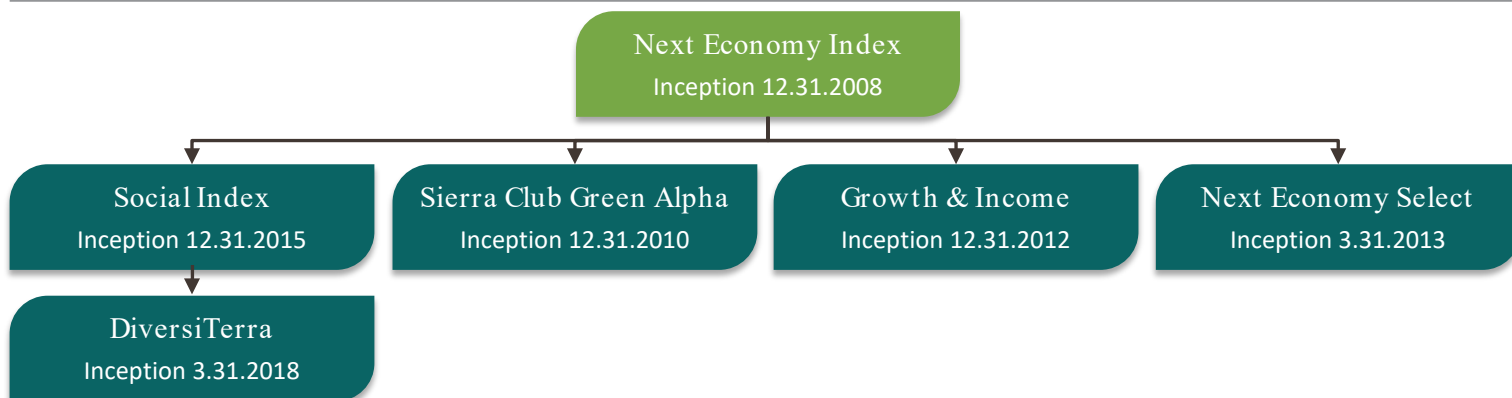 Next Economy Index
Inception 12.31.2008
Social Index
Inception 12.31.2015
Sierra Club Green Alpha
Inception 12.31.2010
Growth & Income
Inception 12.31.2012
Next Economy Select
Inception 3.31.2013
DiversiTerra
Inception 3.31.2018